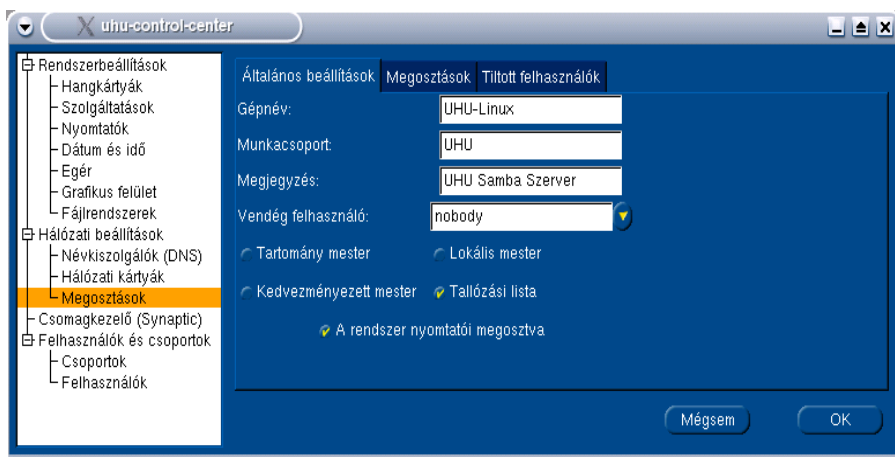 uhu-control-center
Rendszerbeállítások
Hangkártyák
Szolgáltatások
Nyomtatók
Dátum és idő
Egér
Grafikus felület
Fájlrendszerek
Hálózati beállítások
Névkiszolgálók (DNS)
Hálózati kártyák
Megosztások
Csomagkezelő (Synaptic)
Felhasználók és csoportok
Csoportok
Felhasználók
Általános beállítások Megosztások Tiltott felhasználók
Gépnév: UHU-Linux
Munkacsoport: UHU
Megjegyzés: UHU Samba Szerver
Vendég felhasználó: nobody
Tartomány mester Lokális mester
Kedvezményezett mester Tallózási lista
A rendszer nyomtatói megosztva
Mégsem OK